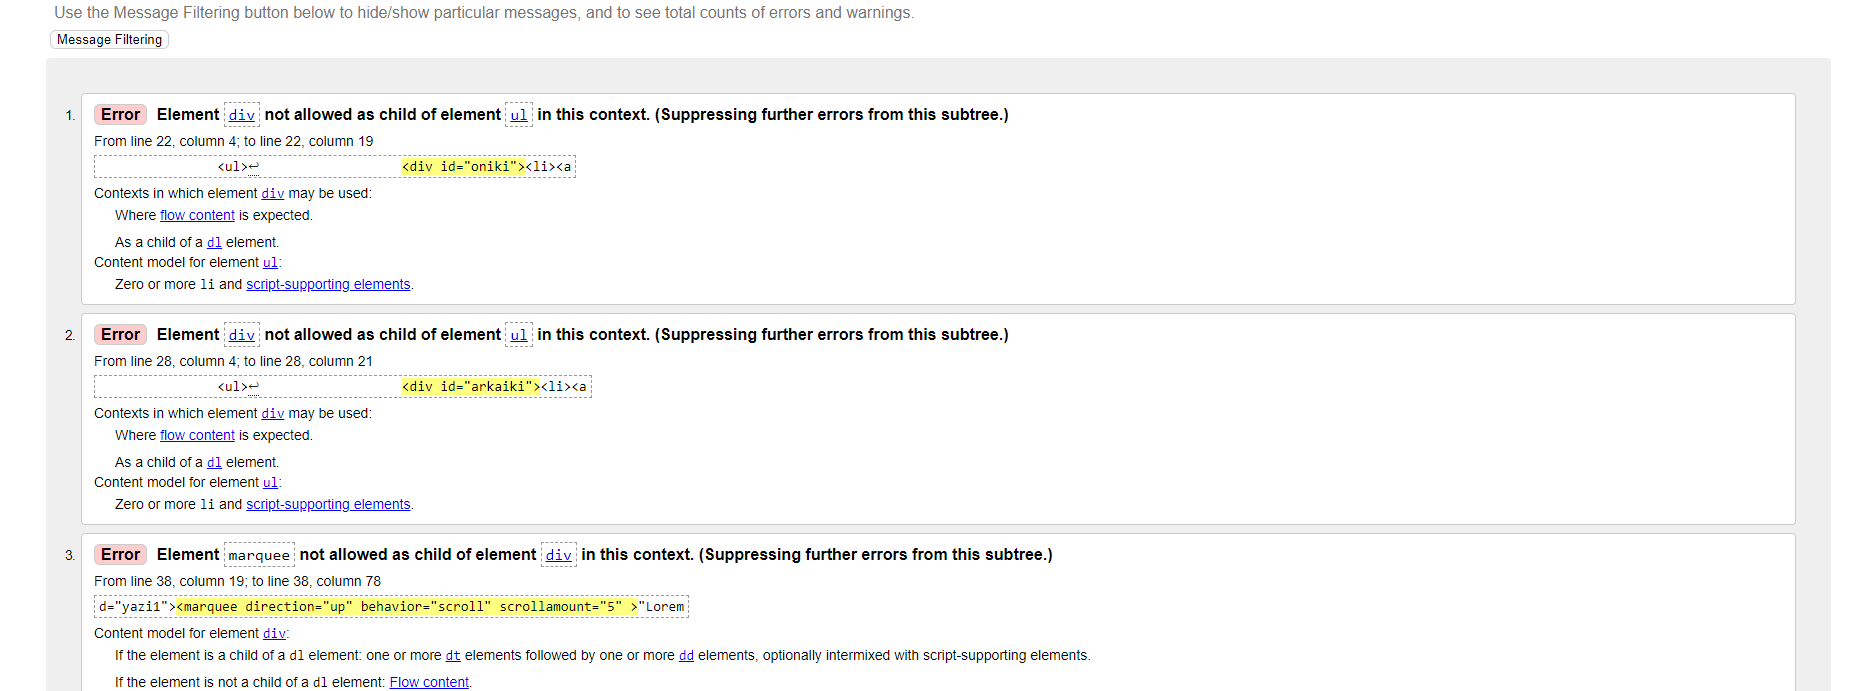 Use the Message Filtering button below to hide/show particular messages, and to see total counts of errors and warnings.
Message Filtering
1. Error Element div not allowed as child of element ul in this context. (Suppressing further errors from this subtree.)
From line 22, column 4; to line 22, column 19
<ul>↩ <div id="oniki"><li><a
Contexts in which element div may be used:
Where flow content is expected.
As a child of a dl element.
Content model for element ul:
Zero or more li and script-supporting elements.
2. Error Element div not allowed as child of element ul in this context. (Suppressing further errors from this subtree.)
From line 28, column 4; to line 28, column 21
<ul>↩ <div id="arkaiki"><li><a
Contexts in which element div may be used:
Where flow content is expected.
As a child of a dl element.
Content model for element ul:
Zero or more li and script-supporting elements.
3. Error Element marquee not allowed as child of element div in this context. (Suppressing further errors from this subtree.)
From line 38, column 19; to line 38, column 78
d="yazi1"><marquee direction="up" behavior="scroll" scrollamount="5" >"Lorem
Content model for element div:
If the element is a child of a dl element: one or more dt elements followed by one or more dd elements, optionally intermixed with script-supporting elements.
If the element is not a child of a dl element: Flow content.